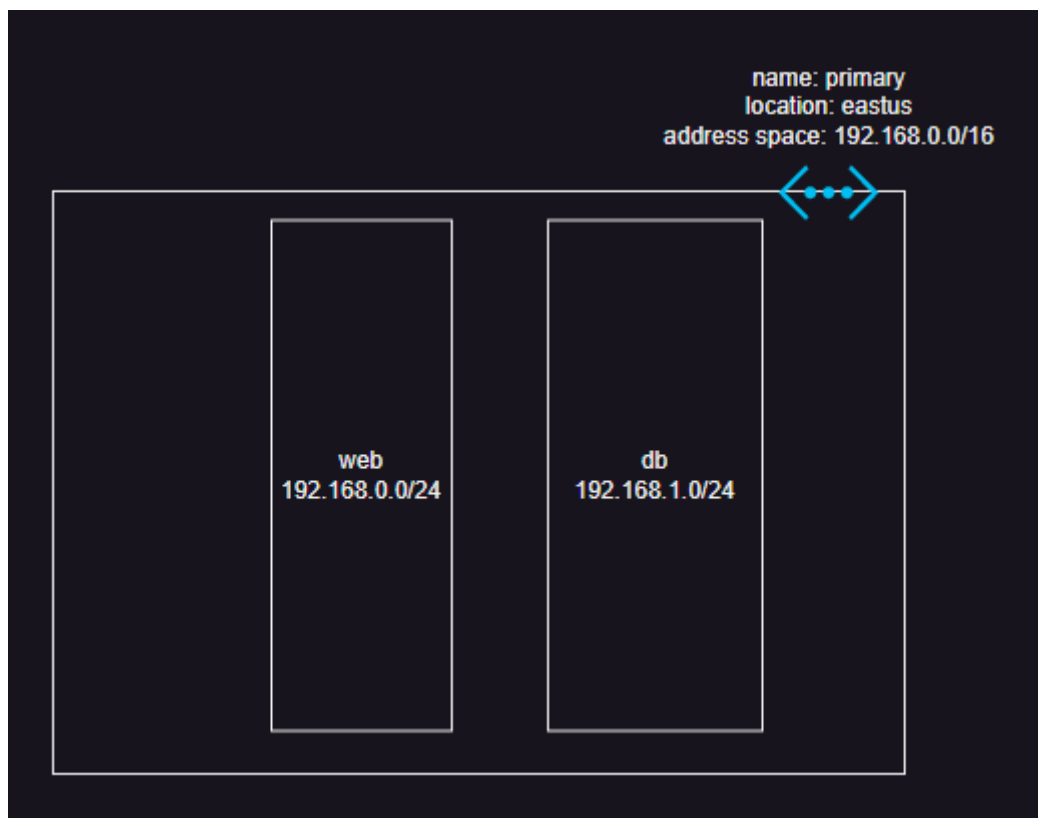 name: primary
location: eastus
address space: 192.168.0.0/16
web
192.168.0.0/24
db
192.168.1.0/24